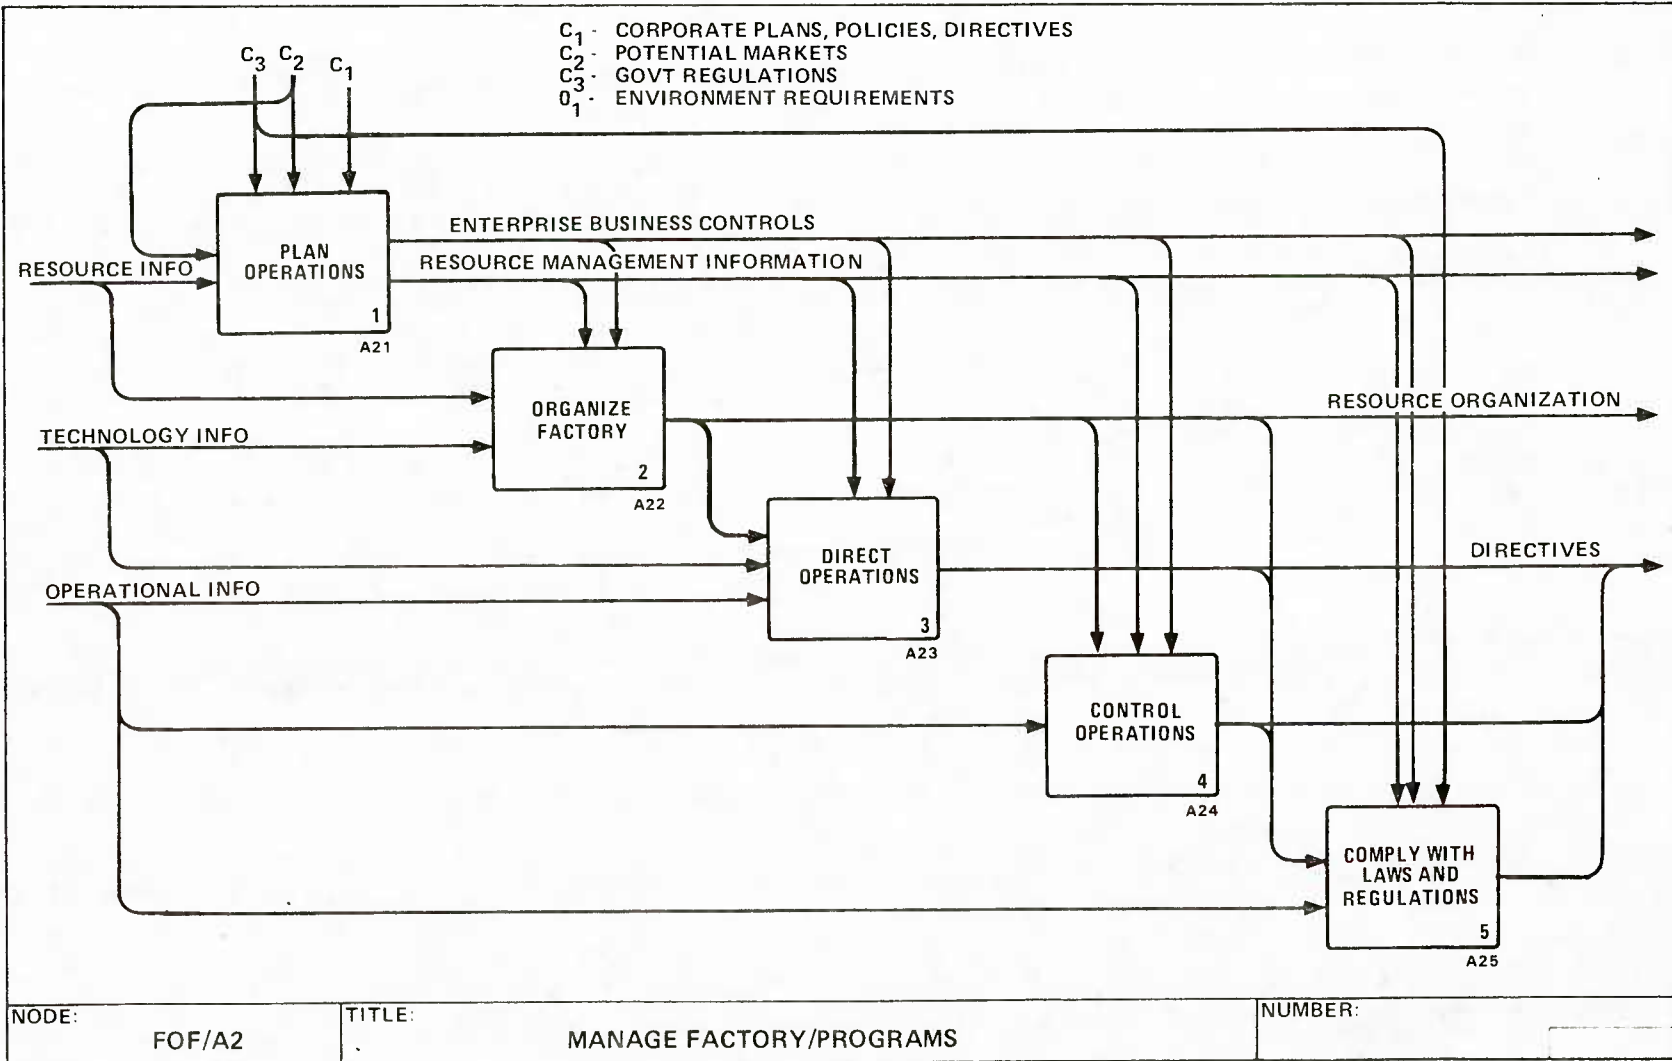 C1 - CORPORATE PLANS, POLICIES, DIRECTIVES
C2 - POTENTIAL MARKETS
C3 - GOVT REGULATIONS
O1 - ENVIRONMENT REQUIREMENTS
C3 C2 C1
PLAN
OPERATIONS
1
A21
ENTERPRISE BUSINESS CONTROLS
RESOURCE MANAGEMENT INFORMATION
RESOURCE INFO
ORGANIZE
FACTORY
2
A22
RESOURCE ORGANIZATION
TECHNOLOGY INFO
DIRECT
OPERATIONS
3
A23
DIRECTIVES
OPERATIONAL INFO
CONTROL
OPERATIONS
4
A24
COMPLY WITH
LAWS AND
REGULATIONS
5
A25
NODE:
FOF/A2
TITLE:
MANAGE FACTORY/PROGRAMS
NUMBER: